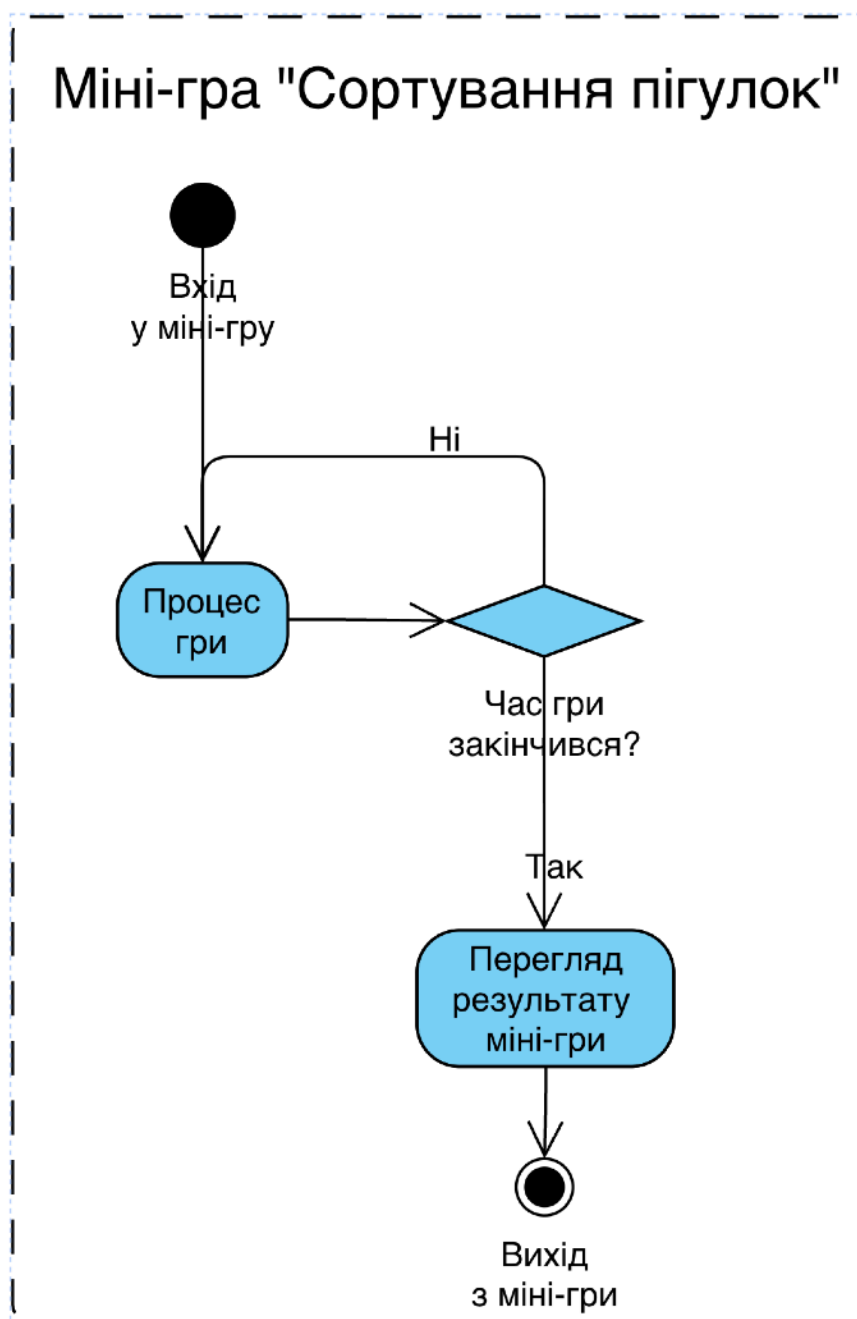 Міні-гра "Сортування пігулок"
Вхід
у міні-гру
Ні
Процес
гри
Час гри
закінчився?
Так
Перегляд
результату
міні-гри
Вихід
з міні-гри